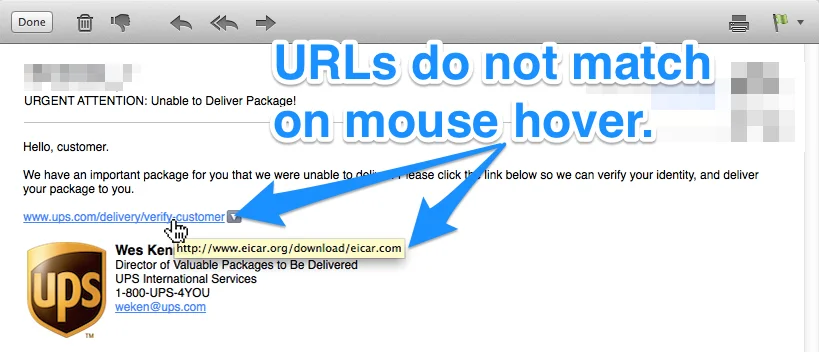 Done
URLs do not match
on mouse hover.
URGENT ATTENTION: Unable to Deliver Package!
Hello, customer.
We have an important package for you that we were unable to Please click the link below so we can verify your identity, and deliver
your package to you.
www.ups.com/delivery/verify-customer
http://www.eicar.org/download/eicar.com
ups
Wes Ken
Director of Valuable Packages to Be Delivered
UPS International Services
1-800-UPS-4YOU
weken@ups.com